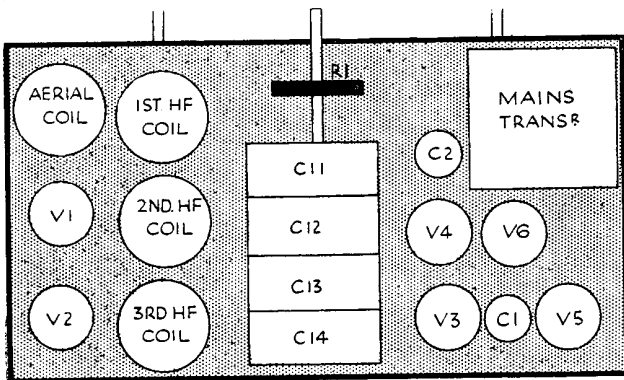 R1
AERIAL
COIL
1ST HF
COIL
MAINS
TRANSR
C2
C11
V1
2ND. HF
COIL
C12
V4
V6
C13
V2
3RD HF
COIL
C14
V3
C1
V5